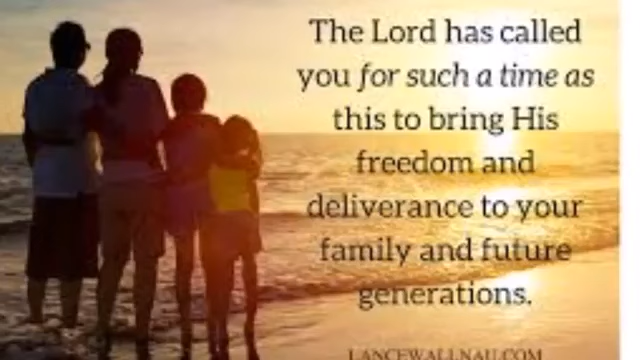 The Lord has called
you for such a time as
this to bring His
freedom and
deliverance to your
family and future
generations.
LANCEWALLNAU.COM